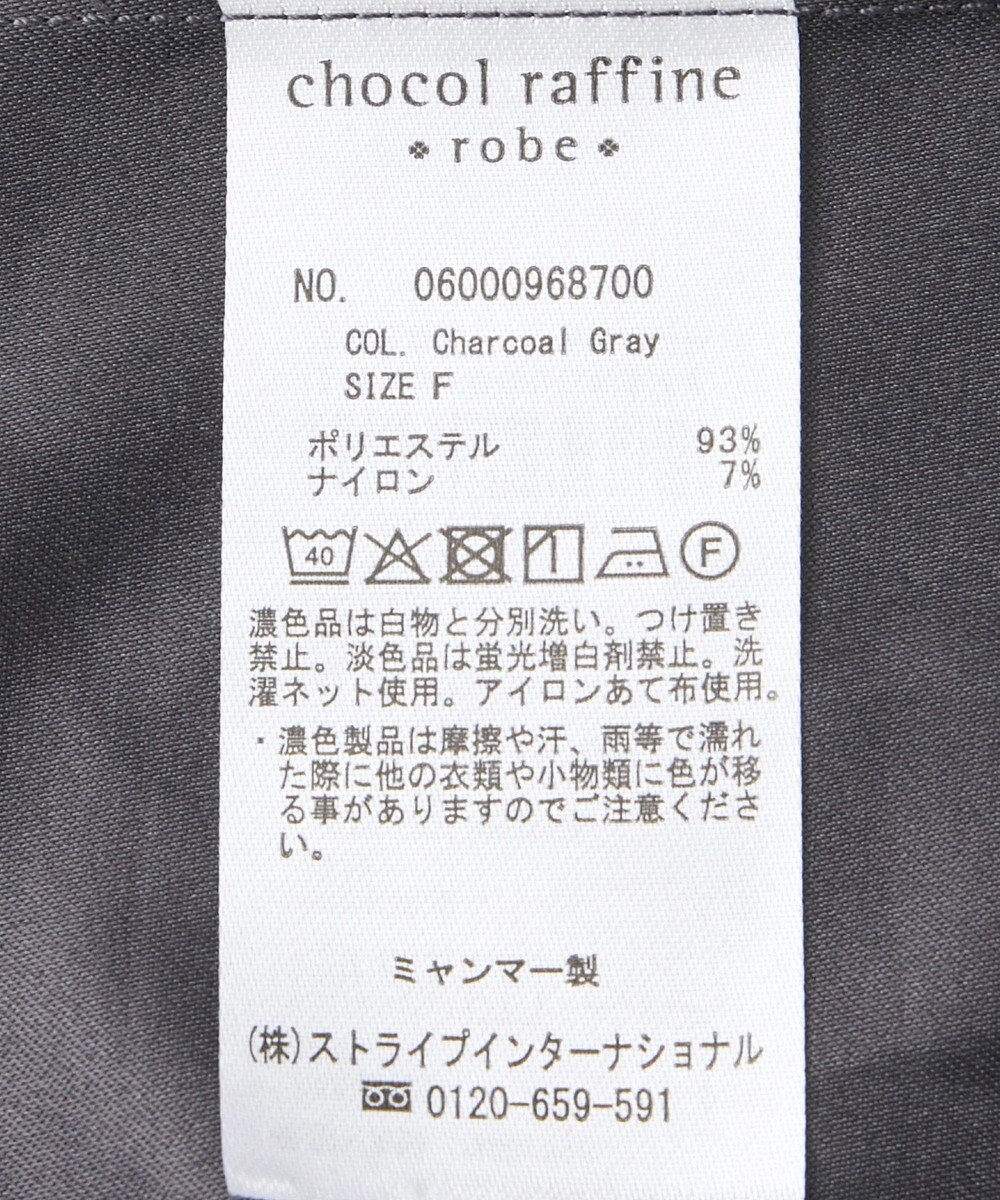 chocol raffine
robe
NO. 06000968700
COL. Charcoal Gray
SIZE F
ポリエステル 93%
ナイロン 7%
40 F
濃色品は白物と分別洗い。つけ置き
禁止。淡色品は蛍光増白剤禁止。洗
濯ネット使用。アイロンあて布使用。
・濃色製品は摩擦や汗、雨等で濡れ
た際に他の衣類や小物類に色が移
る事がありますのでご注意くださ
い。
ミャンマー製
(株)ストライプインターナショナル
0120-659-591